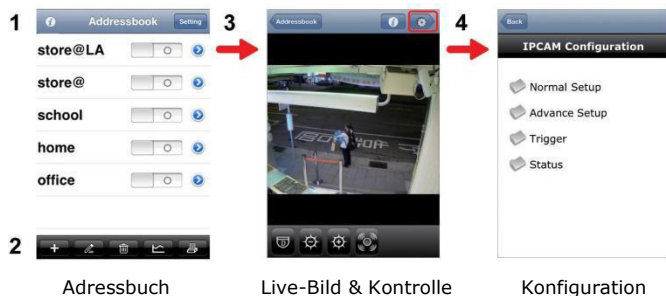 1
Addressbook
Setting
store@LA
store@
school
home
office
2
Adressbuch
3
Addressbook
Live-Bild & Kontrolle
4
Back
IPCAM Configuration
Normal Setup
Advance Setup
Trigger
Status
Konfiguration